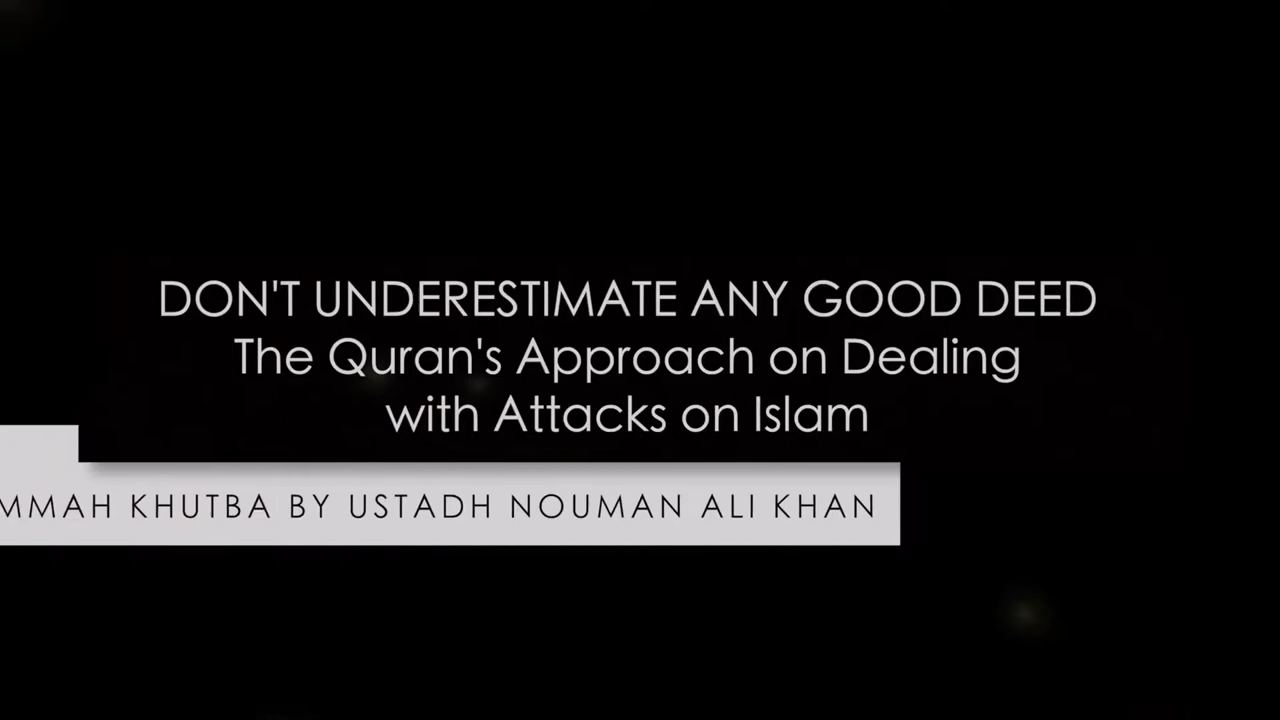 DON'T UNDERESTIMATE ANY GOOD DEED
The Quran's Approach on Dealing
with Attacks on Islam
MMAH KHUTBA BY USTADH NOUMAN ALI KHAN